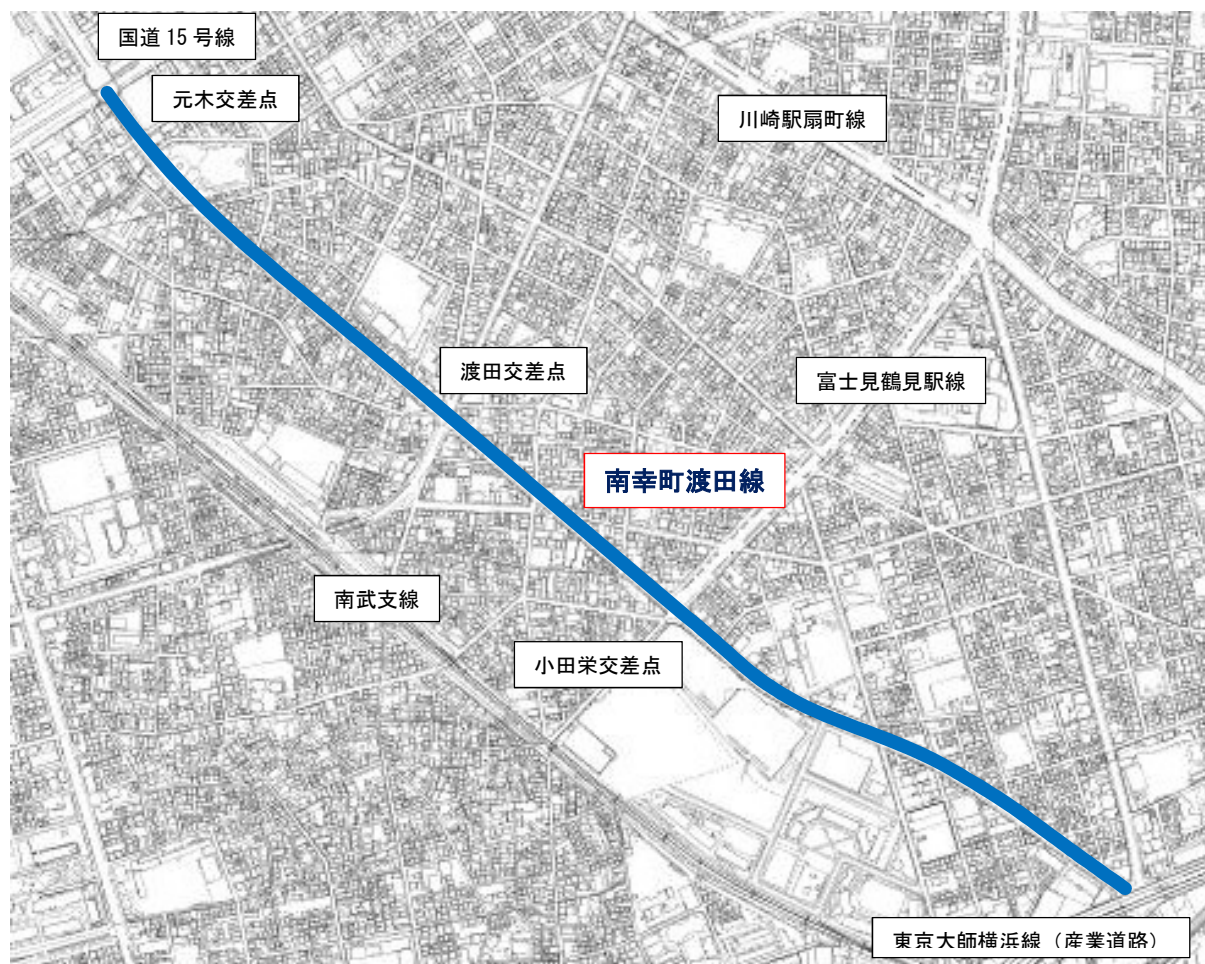 国道 15 号線
元木交差点
川崎駅扇町線
渡田交差点
富士見鶴見駅線
南幸町渡田線
南武支線
小田栄交差点
東京大師横浜線（産業道路）